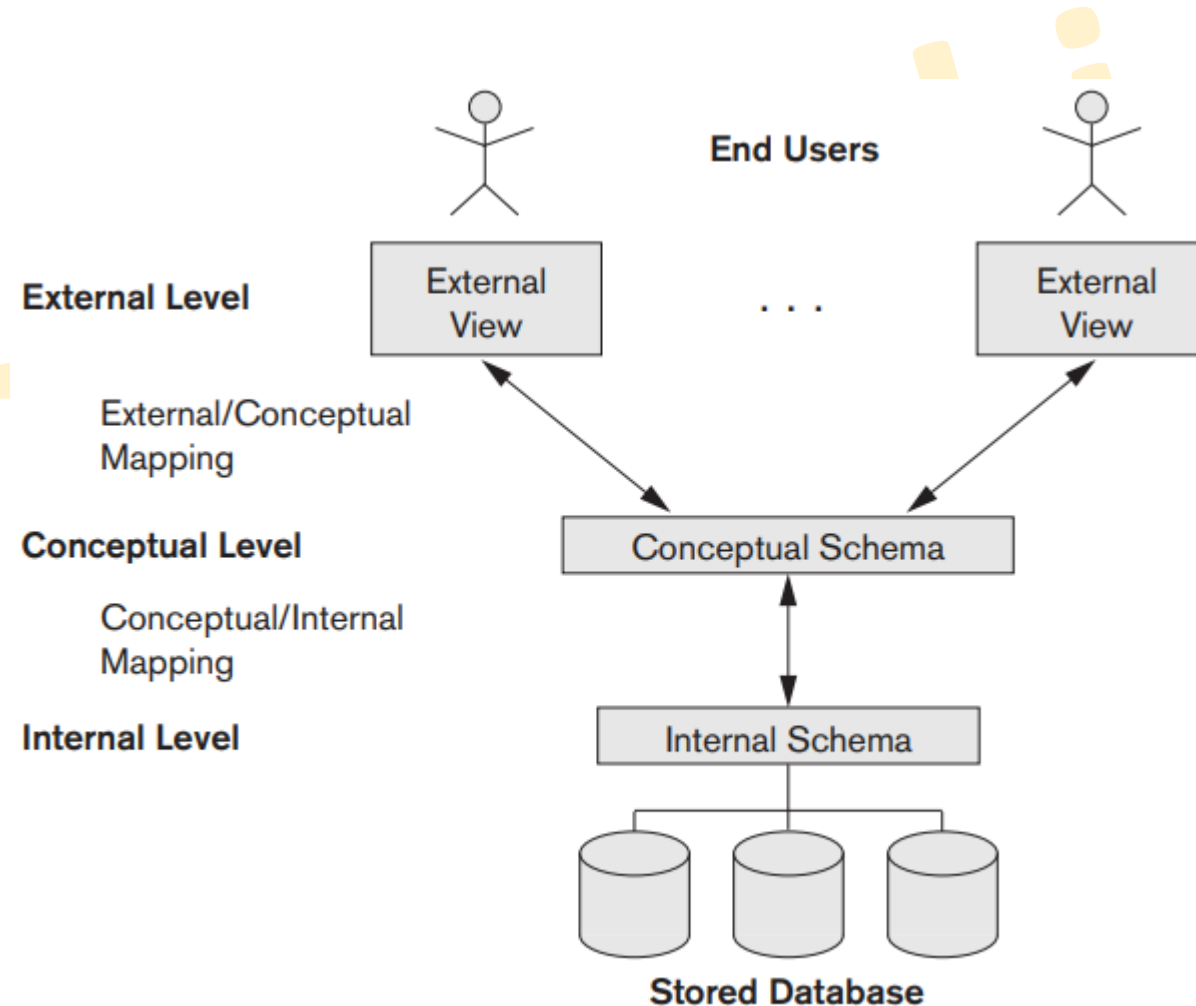 End Users
External Level
External
View
. . .
External
View
External/Conceptual
Mapping
Conceptual Level
Conceptual Schema
Conceptual/Internal
Mapping
Internal Level
Internal Schema
Stored Database